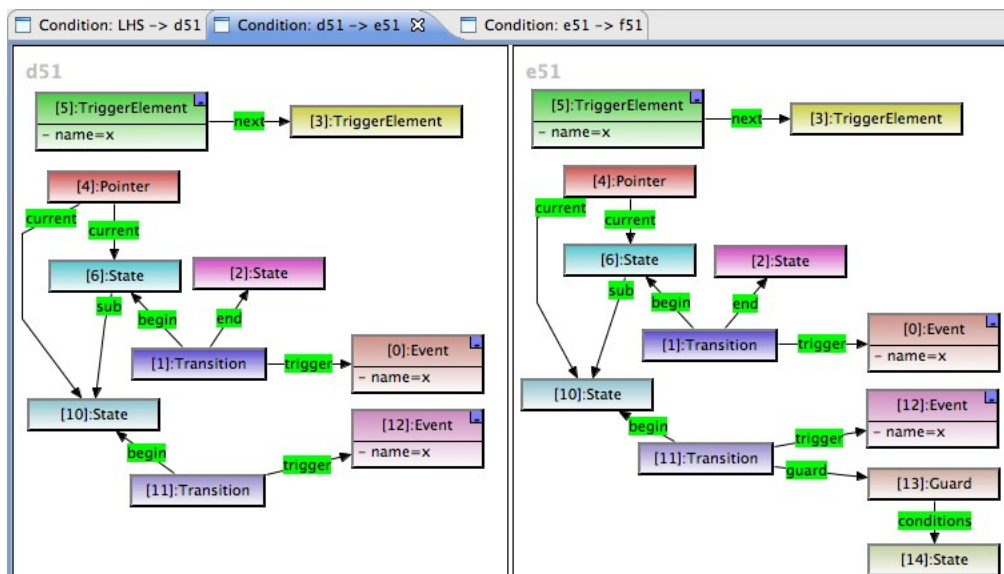 Condition: LHS -> d51
Condition: d51 -> e51
Condition: e51 -> f51
d51
[5]:TriggerElement
- name=x
next
[3]:TriggerElement
[4]:Pointer
current
current
[6]:State
[2]:State
sub
begin
end
[1]:Transition
trigger
[0]:Event
- name=x
[10]:State
[12]:Event
- name=x
begin
trigger
[11]:Transition
e51
[5]:TriggerElement
- name=x
next
[3]:TriggerElement
[4]:Pointer
current
current
[6]:State
[2]:State
sub
begin
end
[0]:Event
- name=x
[1]:Transition
trigger
[10]:State
[12]:Event
- name=x
begin
trigger
[11]:Transition
guard
[13]:Guard
conditions
[14]:State